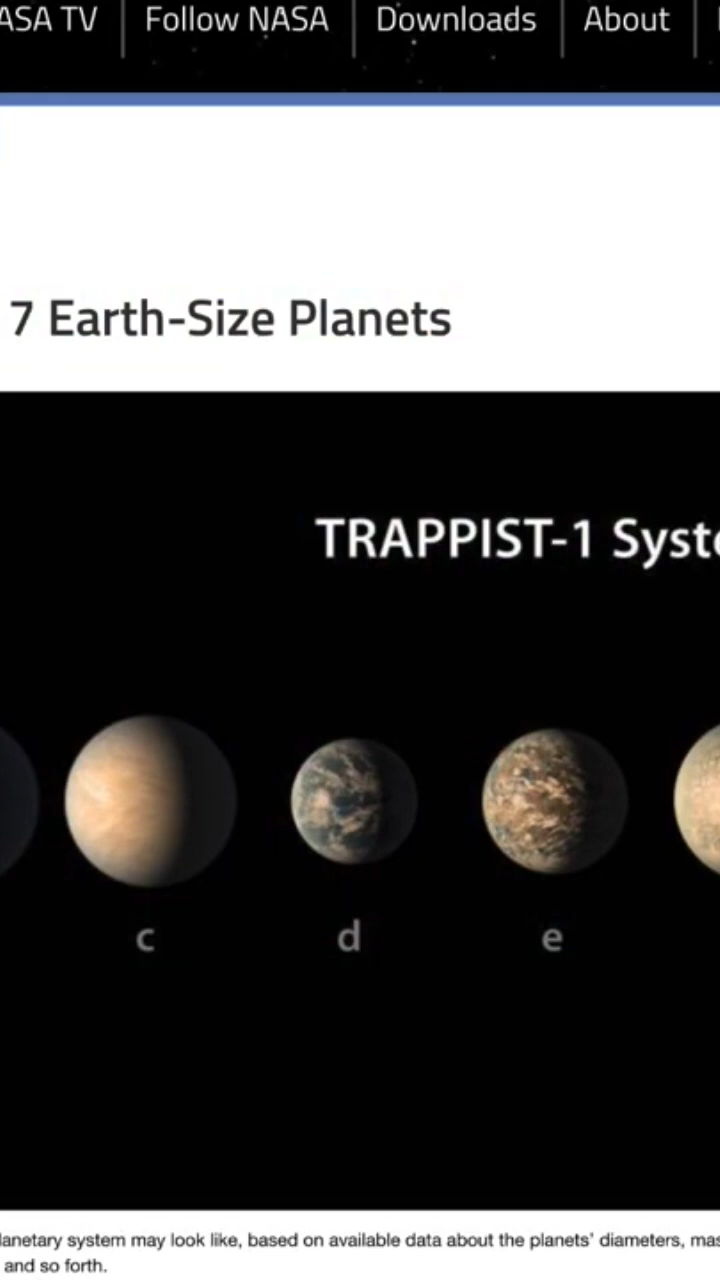 ASA TV Follow NASA Downloads About
7 Earth-Size Planets
TRAPPIST-1 Syste
c d e
lanetary system may look like, based on available data about the planets' diameters, mas
and so forth.